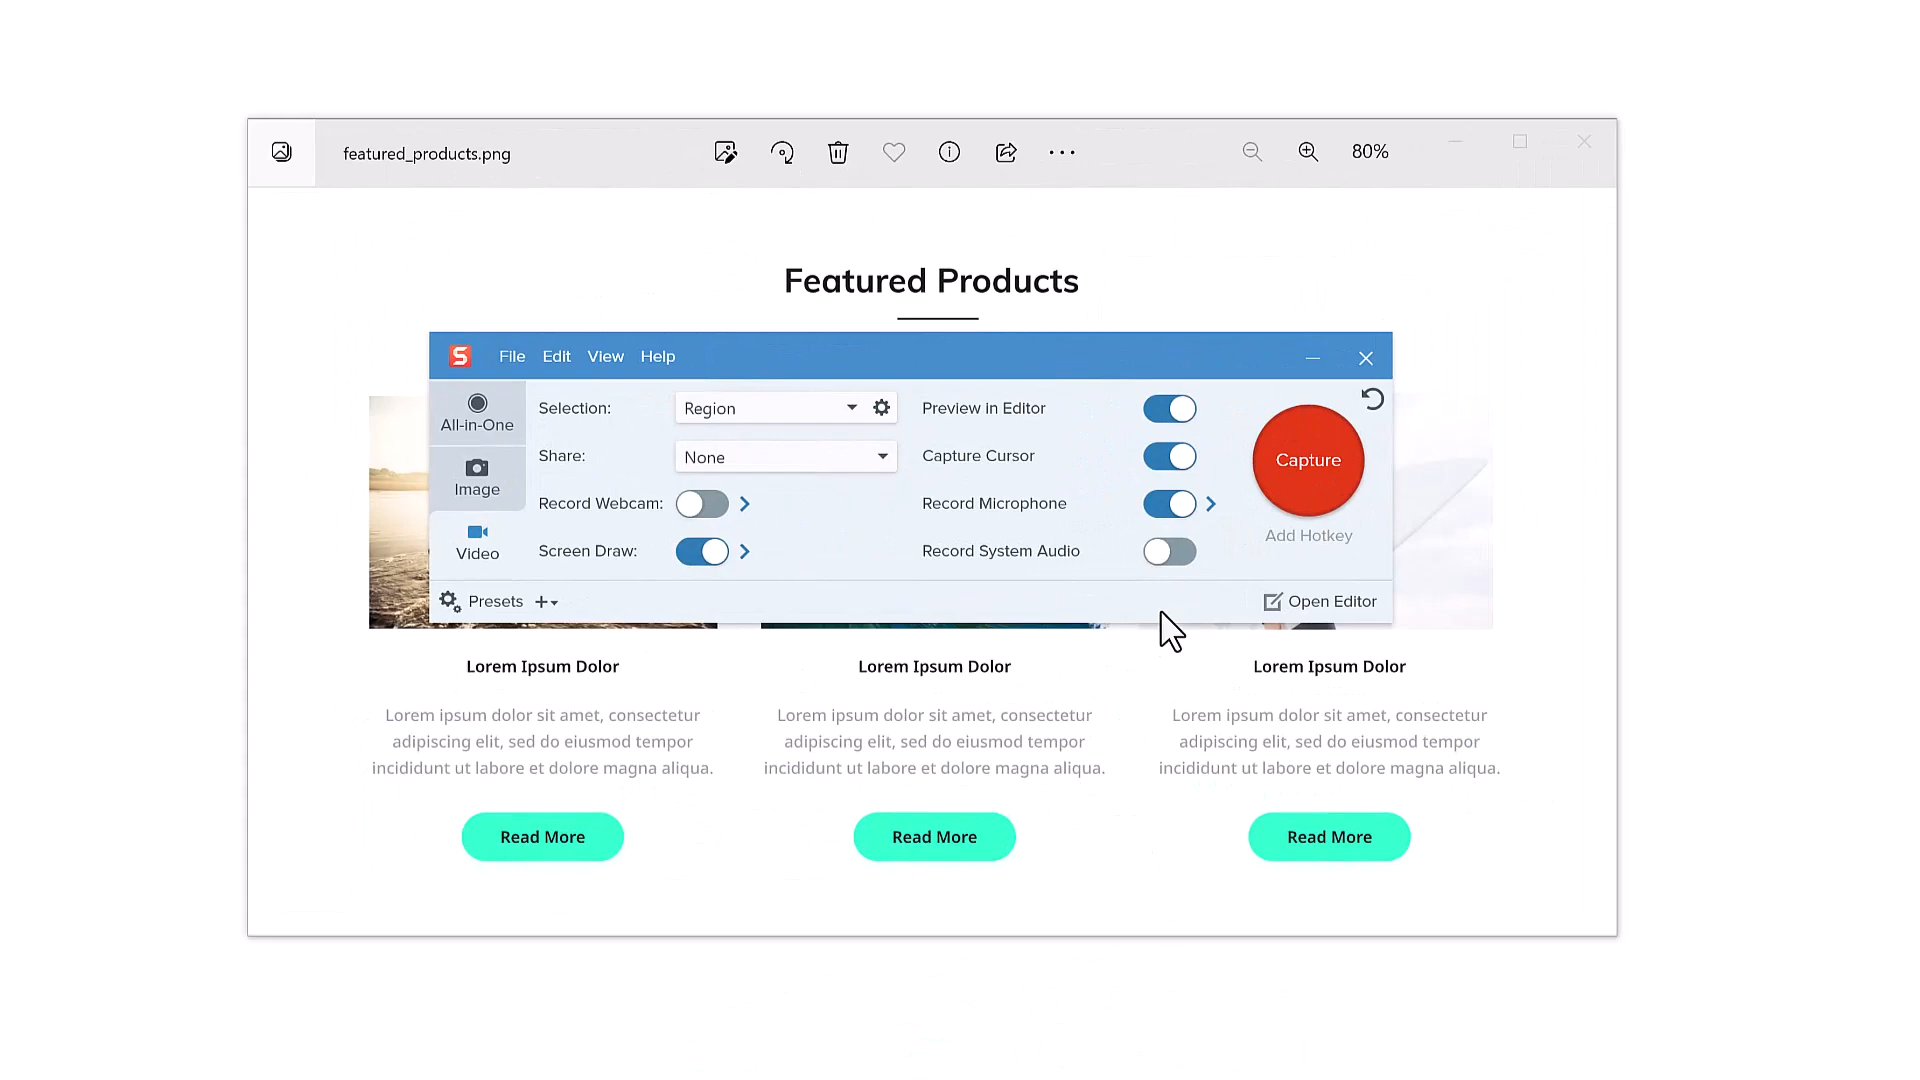 featured_products.png
80%
Featured Products
S File Edit View Help
All-in-One
Image
Video
Selection: Region
Share: None
Record Webcam:
Screen Draw:
Preview in Editor
Capture Cursor
Record Microphone
Record System Audio
Capture
Add Hotkey
Presets
Open Editor
Lorem Ipsum Dolor
Lorem ipsum dolor sit amet, consectetur
adipiscing elit, sed do eiusmod tempor
incididunt ut labore et dolore magna aliqua.
Read More
Lorem Ipsum Dolor
Lorem ipsum dolor sit amet, consectetur
adipiscing elit, sed do eiusmod tempor
incididunt ut labore et dolore magna aliqua.
Read More
Lorem Ipsum Dolor
Lorem ipsum dolor sit amet, consectetur
adipiscing elit, sed do eiusmod tempor
incididunt ut labore et dolore magna aliqua.
Read More